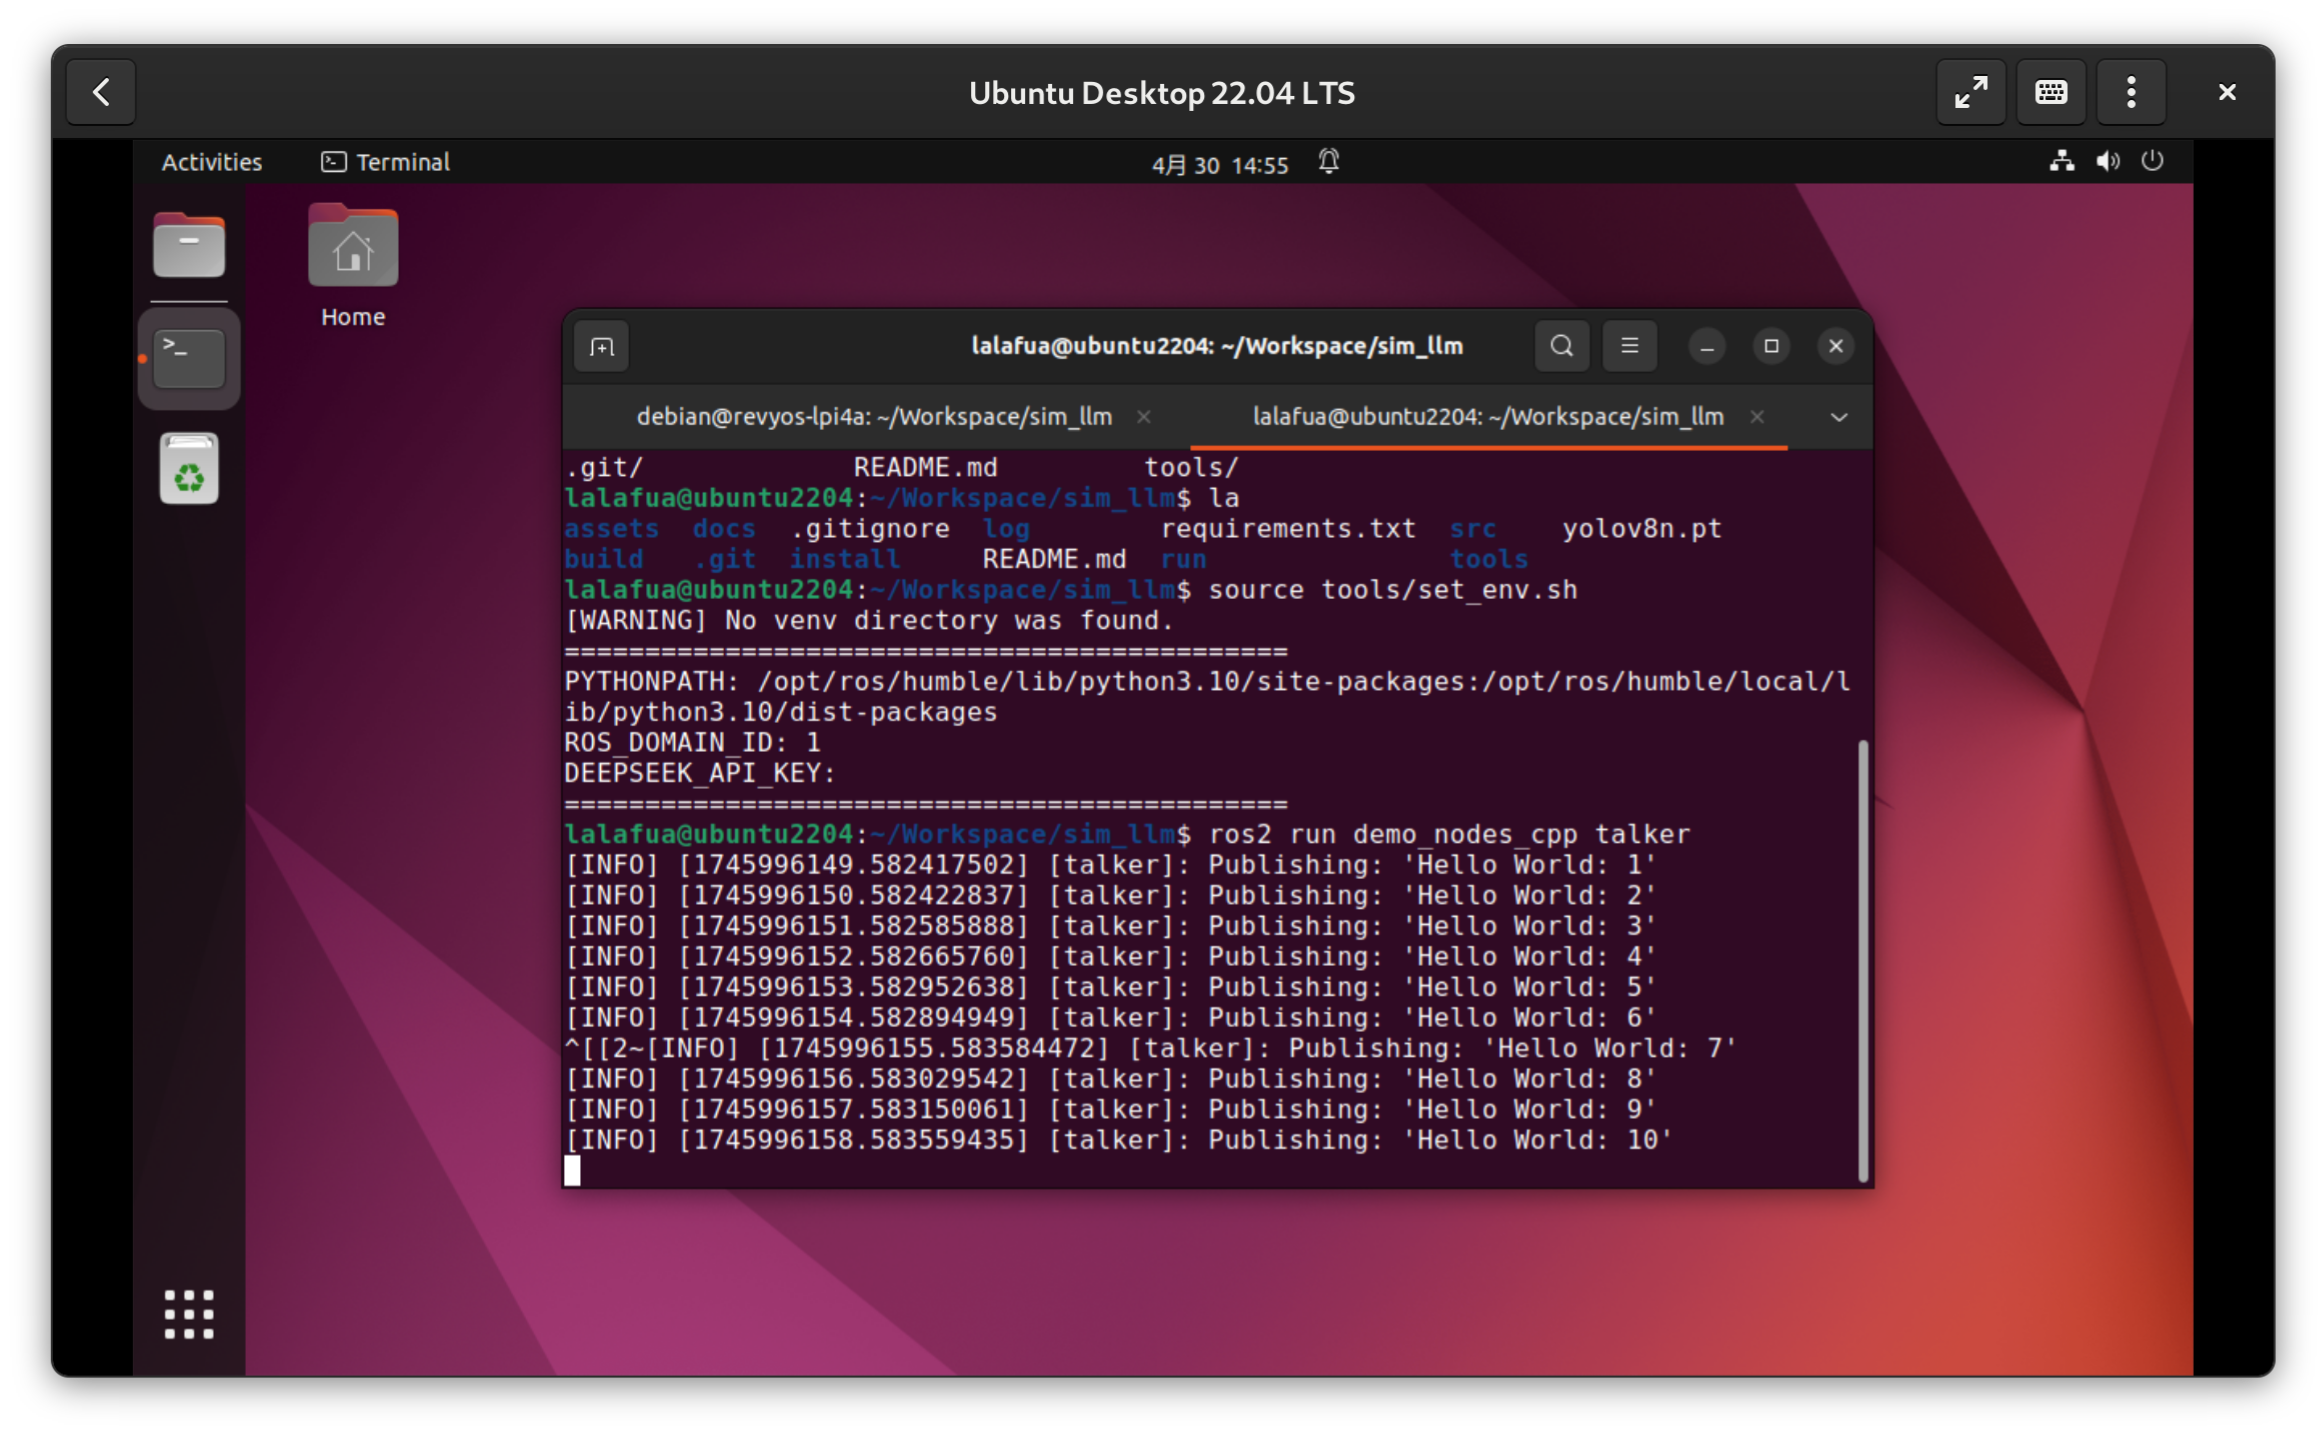 Ubuntu Desktop 22.04 LTS
Activities Terminal 4月 30 14:55
Home
lalafua@ubuntu2204: ~/Workspace/sim_llm
debian@revyos-lpi4a: ~/Workspace/sim_llm lalafua@ubuntu2204: ~/Workspace/sim_llm
.git/ README.md tools/
lalafua@ubuntu2204:~/Workspace/sim_llm$ la
assets docs .gitignore log requirements.txt src yolov8n.pt
build .git install README.md run tools
lalafua@ubuntu2204:~/Workspace/sim_llm$ source tools/set_env.sh
[WARNING] No venv directory was found.
=============================================
PYTHONPATH: /opt/ros/humble/lib/python3.10/site-packages:/opt/ros/humble/local/l
ib/python3.10/dist-packages
ROS_DOMAIN_ID: 1
DEEPSEEK_API_KEY:
=============================================
lalafua@ubuntu2204:~/Workspace/sim_llm$ ros2 run demo_nodes_cpp talker
[INFO] [1745996149.582417502] [talker]: Publishing: 'Hello World: 1'
[INFO] [1745996150.582422837] [talker]: Publishing: 'Hello World: 2'
[INFO] [1745996151.582585888] [talker]: Publishing: 'Hello World: 3'
[INFO] [1745996152.582665760] [talker]: Publishing: 'Hello World: 4'
[INFO] [1745996153.582952638] [talker]: Publishing: 'Hello World: 5'
[INFO] [1745996154.582894949] [talker]: Publishing: 'Hello World: 6'
^[[2~[INFO] [1745996155.583584472] [talker]: Publishing: 'Hello World: 7'
[INFO] [1745996156.583029542] [talker]: Publishing: 'Hello World: 8'
[INFO] [1745996157.583150061] [talker]: Publishing: 'Hello World: 9'
[INFO] [1745996158.583559435] [talker]: Publishing: 'Hello World: 10'